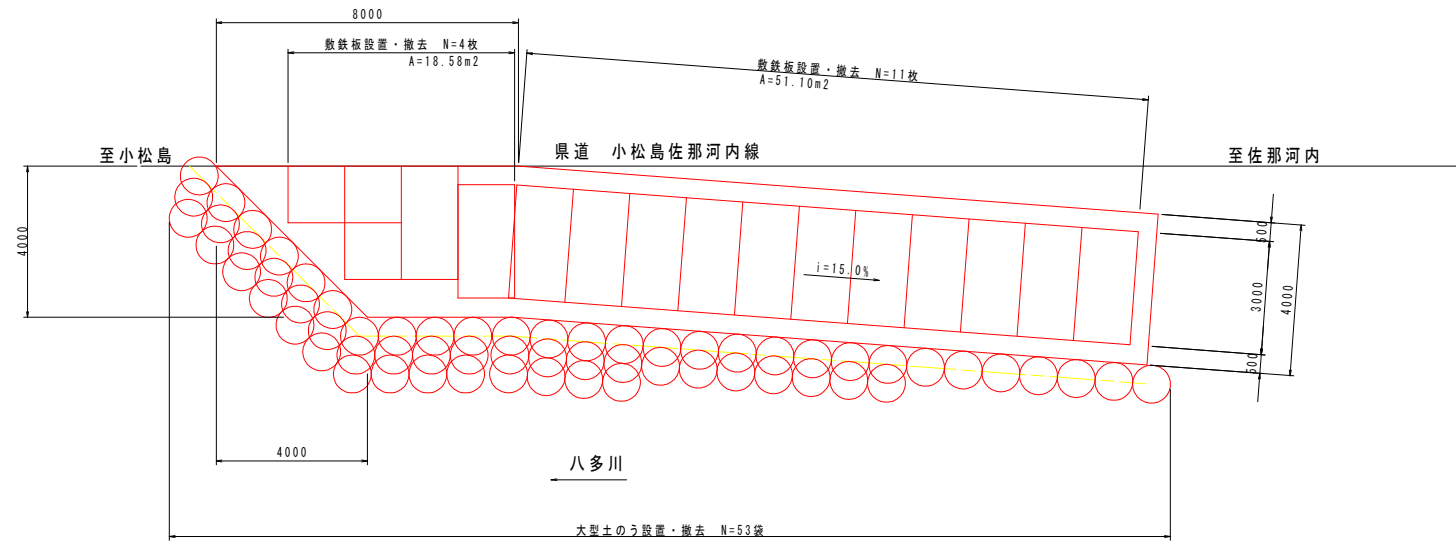 8000
敷鉄板設置・撤去 N=4枚
A=18.58m2
敷鉄板設置・撤去 N=11枚
A=51.10m2
至小松島
県道 小松島佐那河内線
至佐那河内
4000
500
3000
4000
500
i=15.0%
4000
八多川
大型土のう設置・撤去 N=53袋